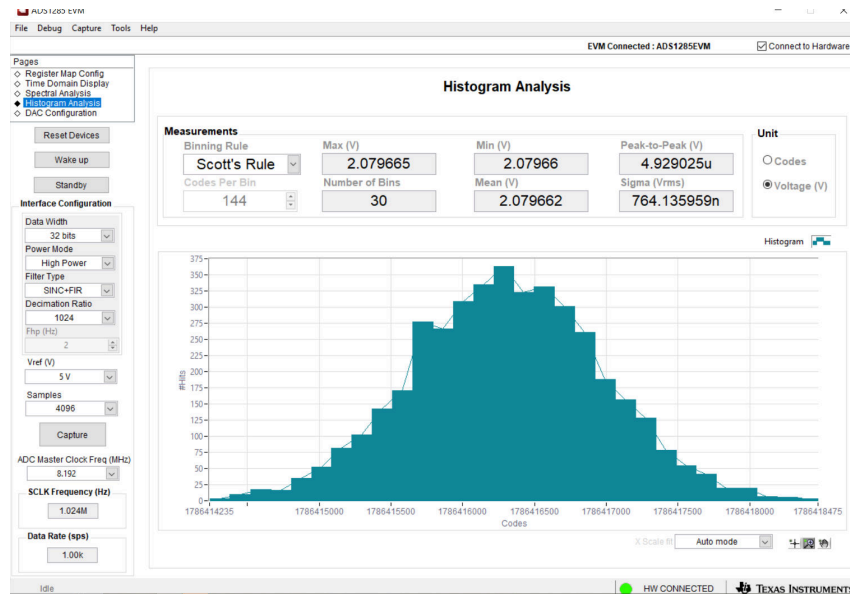 ADS1285 EVM
File Debug Capture Tools Help
EVM Connected : ADS1285EVM
Connect to Hardware
Pages
Register Map Config
Time Domain Display
Spectral Analysis
Histogram Analysis
DAC Configuration
Reset Devices
Wake up
Standby
Interface Configuration
Data Width
32 bits
Power Mode
High Power
Filter Type
SINC+FIR
Decimation Ratio
1024
Fhp (Hz)
2
Vref (V)
5 V
Samples
4096
Capture
ADC Master Clock Freq (MHz)
8.192
SCLK Frequency (Hz)
1.024M
Data Rate (sps)
1.00k
Histogram Analysis
Measurements
Binning Rule Max (V) Min (V) Peak-to-Peak (V)
Scott's Rule 2.079665 2.07966 4.929025u
Codes Per Bin Number of Bins Mean (V) Sigma (Vrms)
144 30 2.079662 764.135959n
Unit
Codes
Voltage (V)
Histogram
375
350
325
300
275
250
225
200
175
150
125
100
75
50
25
0
#Hits
1786414235 1786415000 1786415500 1786416000 1786416500 1786417000 1786417500 1786418000 1786418475
Codes
X Scale fit Auto mode
Idle
HW CONNECTED
TEXAS INSTRUMENTS